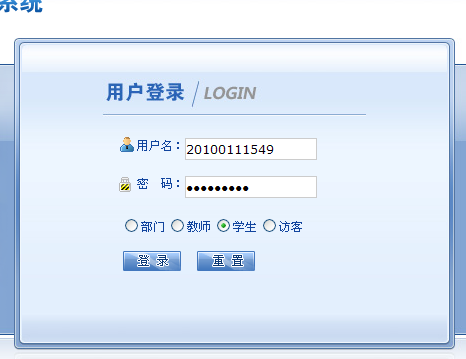 系统
用户登录 LOGIN
用户名： 20100111549
密 码： •••••••••
部门 教师 学生 访客
登 录 重 置